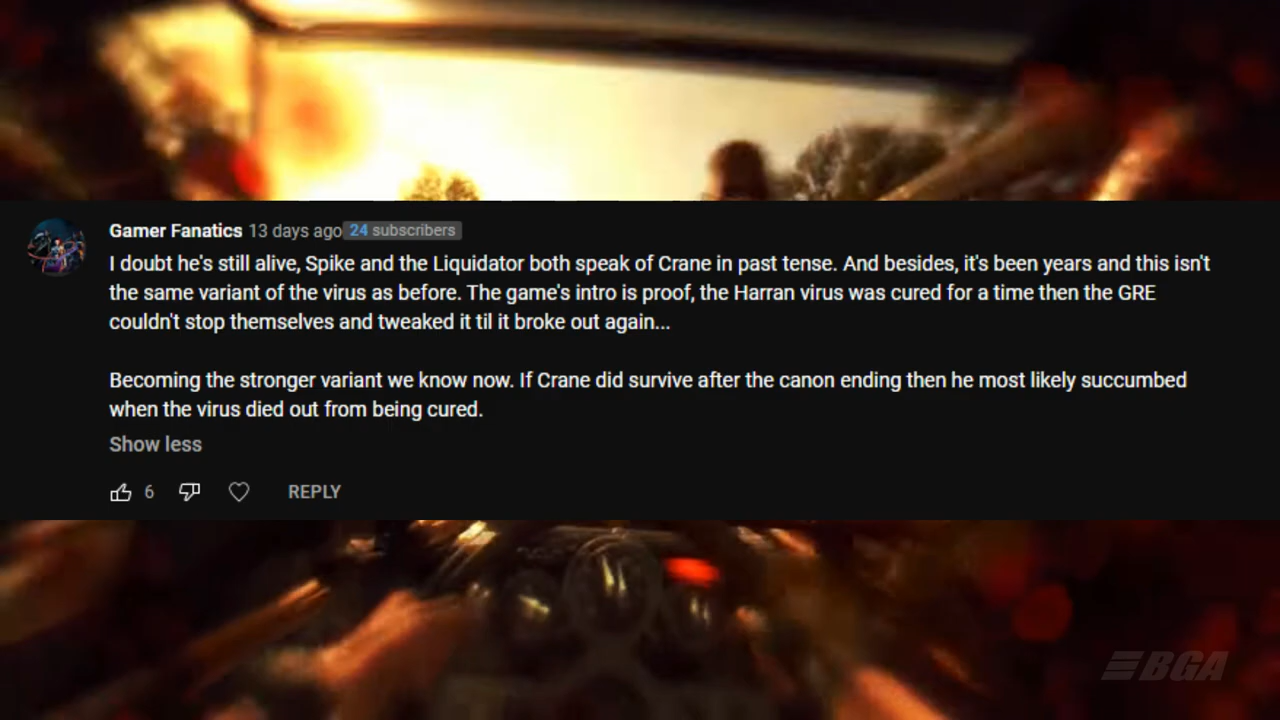 Gamer Fanatics 13 days ago 24 subscribers
I doubt he's still alive, Spike and the Liquidator both speak of Crane in past tense. And besides, it's been years and this isn't
the same variant of the virus as before. The game's intro is proof, the Harran virus was cured for a time then the GRE
couldn't stop themselves and tweaked it til it broke out again...
Becoming the stronger variant we know now. If Crane did survive after the canon ending then he most likely succumbed
when the virus died out from being cured.
Show less
6 REPLY
BGA